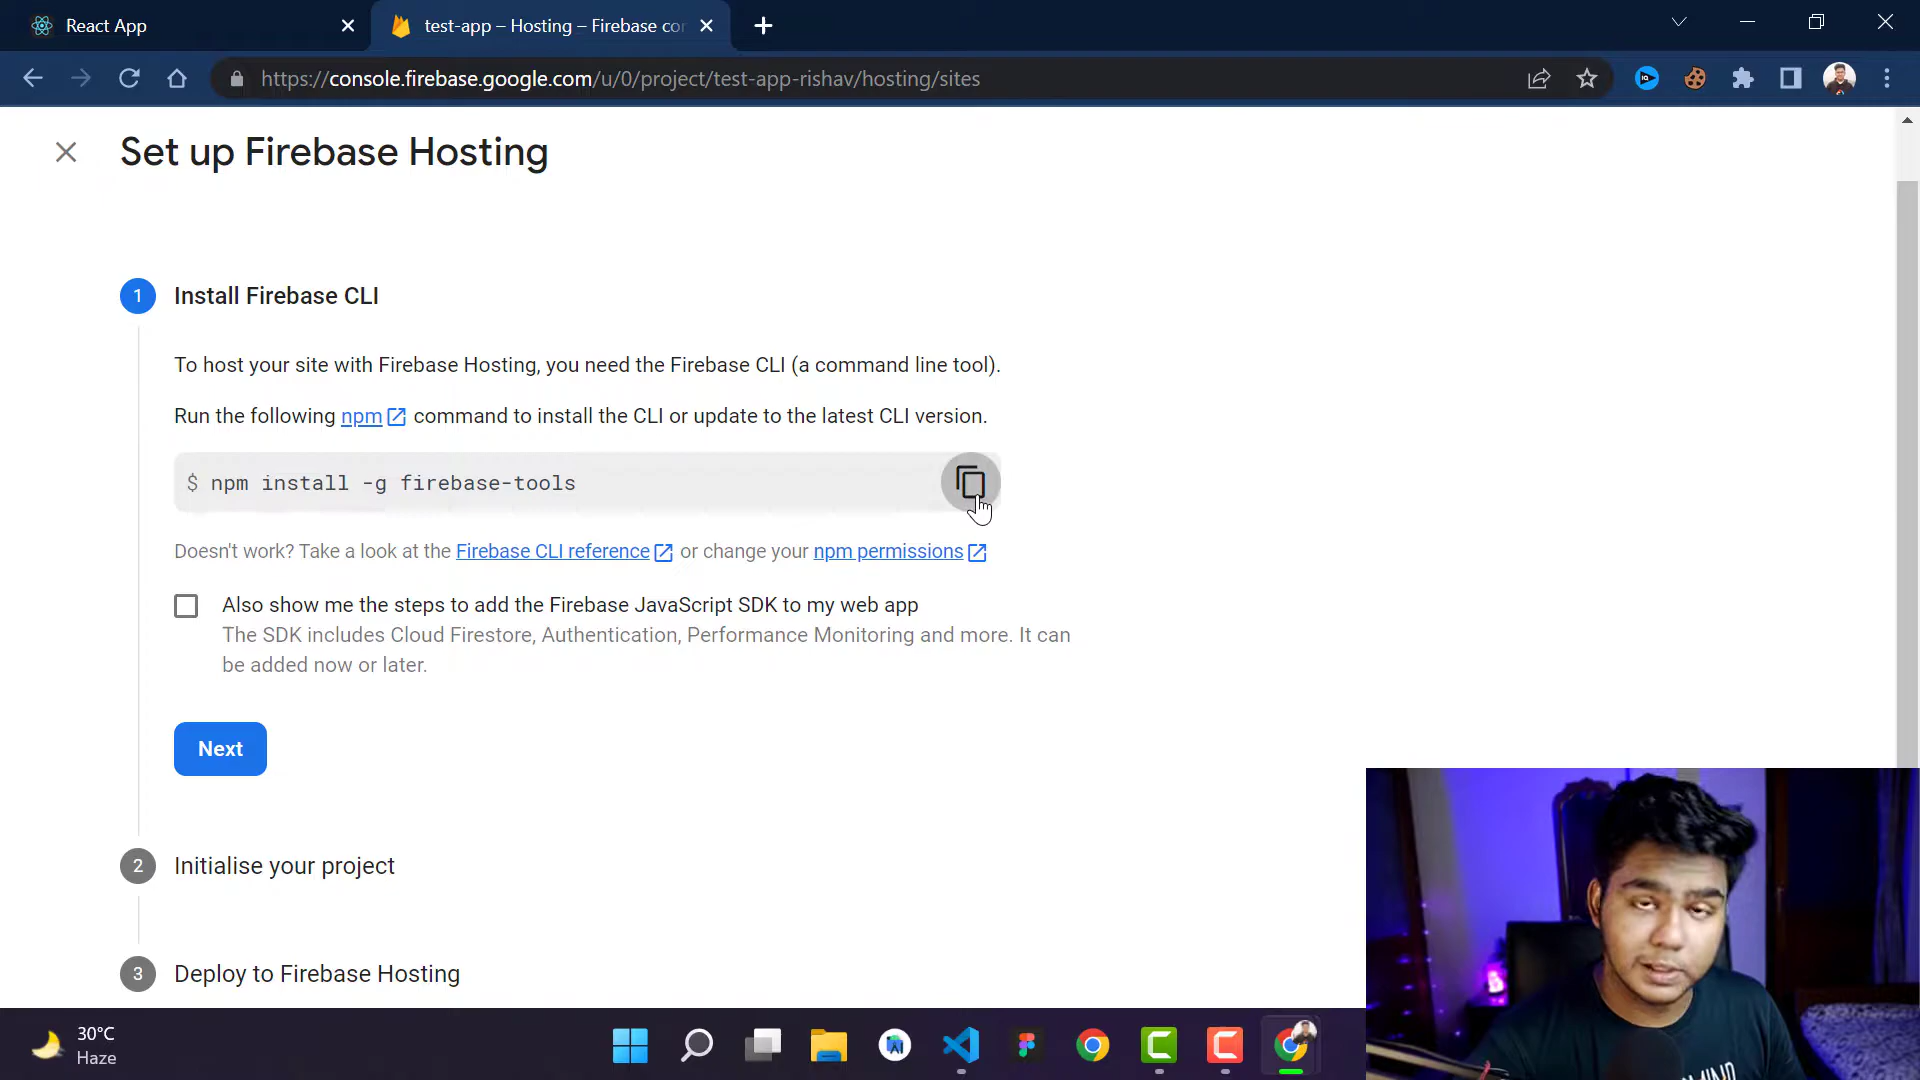 React App
test-app – Hosting – Firebase co
https://console.firebase.google.com/u/0/project/test-app-rishav/hosting/sites
Set up Firebase Hosting
1 Install Firebase CLI
To host your site with Firebase Hosting, you need the Firebase CLI (a command line tool).
Run the following npm command to install the CLI or update to the latest CLI version.
$ npm install -g firebase-tools
Doesn't work? Take a look at the Firebase CLI reference or change your npm permissions
Also show me the steps to add the Firebase JavaScript SDK to my web app
The SDK includes Cloud Firestore, Authentication, Performance Monitoring and more. It can
be added now or later.
Next
2 Initialise your project
3 Deploy to Firebase Hosting
30°C
Haze